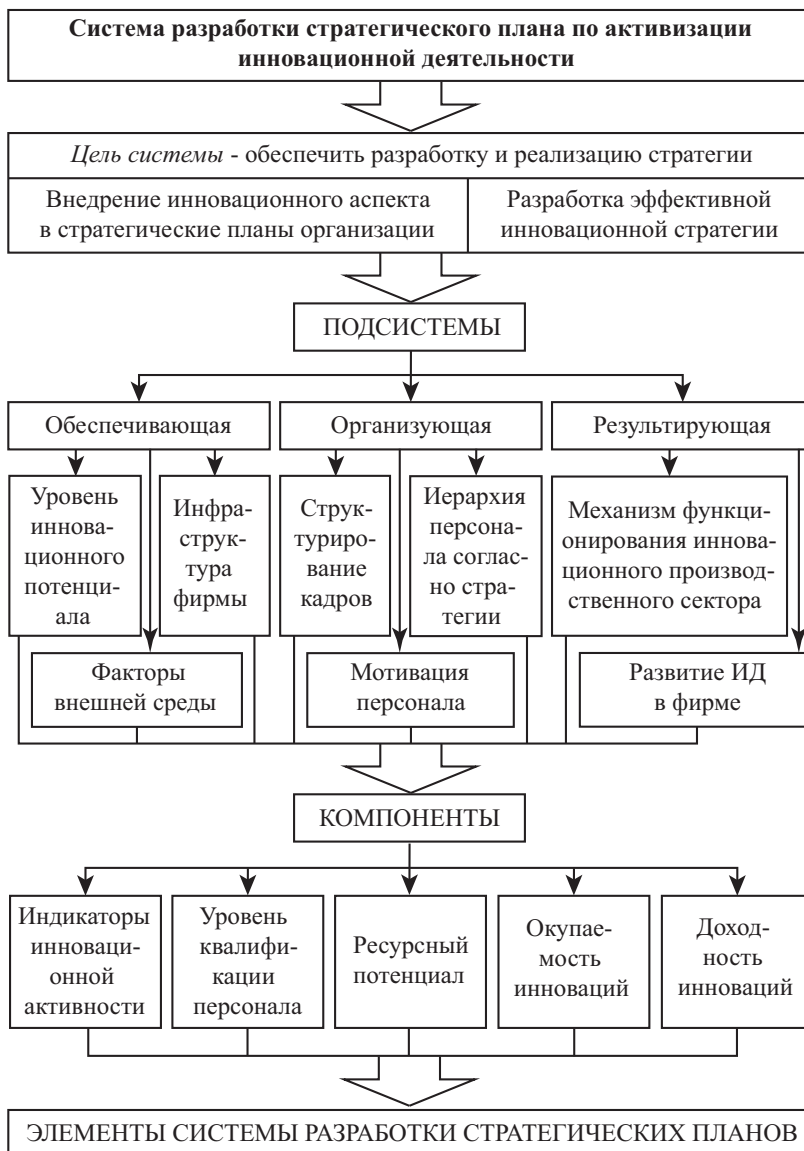 Система разработки стратегического плана по активизации
инновационной деятельности
Цель системы - обеспечить разработку и реализацию стратегии
Внедрение инновационного аспекта
в стратегические планы организации
Разработка эффективной
инновационной стратегии
ПОДСИСТЕМЫ
Обеспечивающая
Организующая
Результирующая
Уровень
иннова-
ционного
потенци-
ала
Инфра-
структура
фирмы
Струк-
турирова-
ние
кадров
Иерархия
персона-
ла соглас-
но стра-
тегии
Механизм функци-
онирования иннова-
ционного производ-
ственного сектора
Факторы
внешней среды
Мотивация
персонала
Развитие ИД
в фирме
КОМПОНЕНТЫ
Индикаторы
инноваци-
онной
активности
Уровень
квалифи-
кации
персонала
Ресурсный
потенциал
Окупае-
мость
инноваций
Доход-
ность
инноваций
ЭЛЕМЕНТЫ СИСТЕМЫ РАЗРАБОТКИ СТРАТЕГИЧЕСКИХ ПЛАНОВ